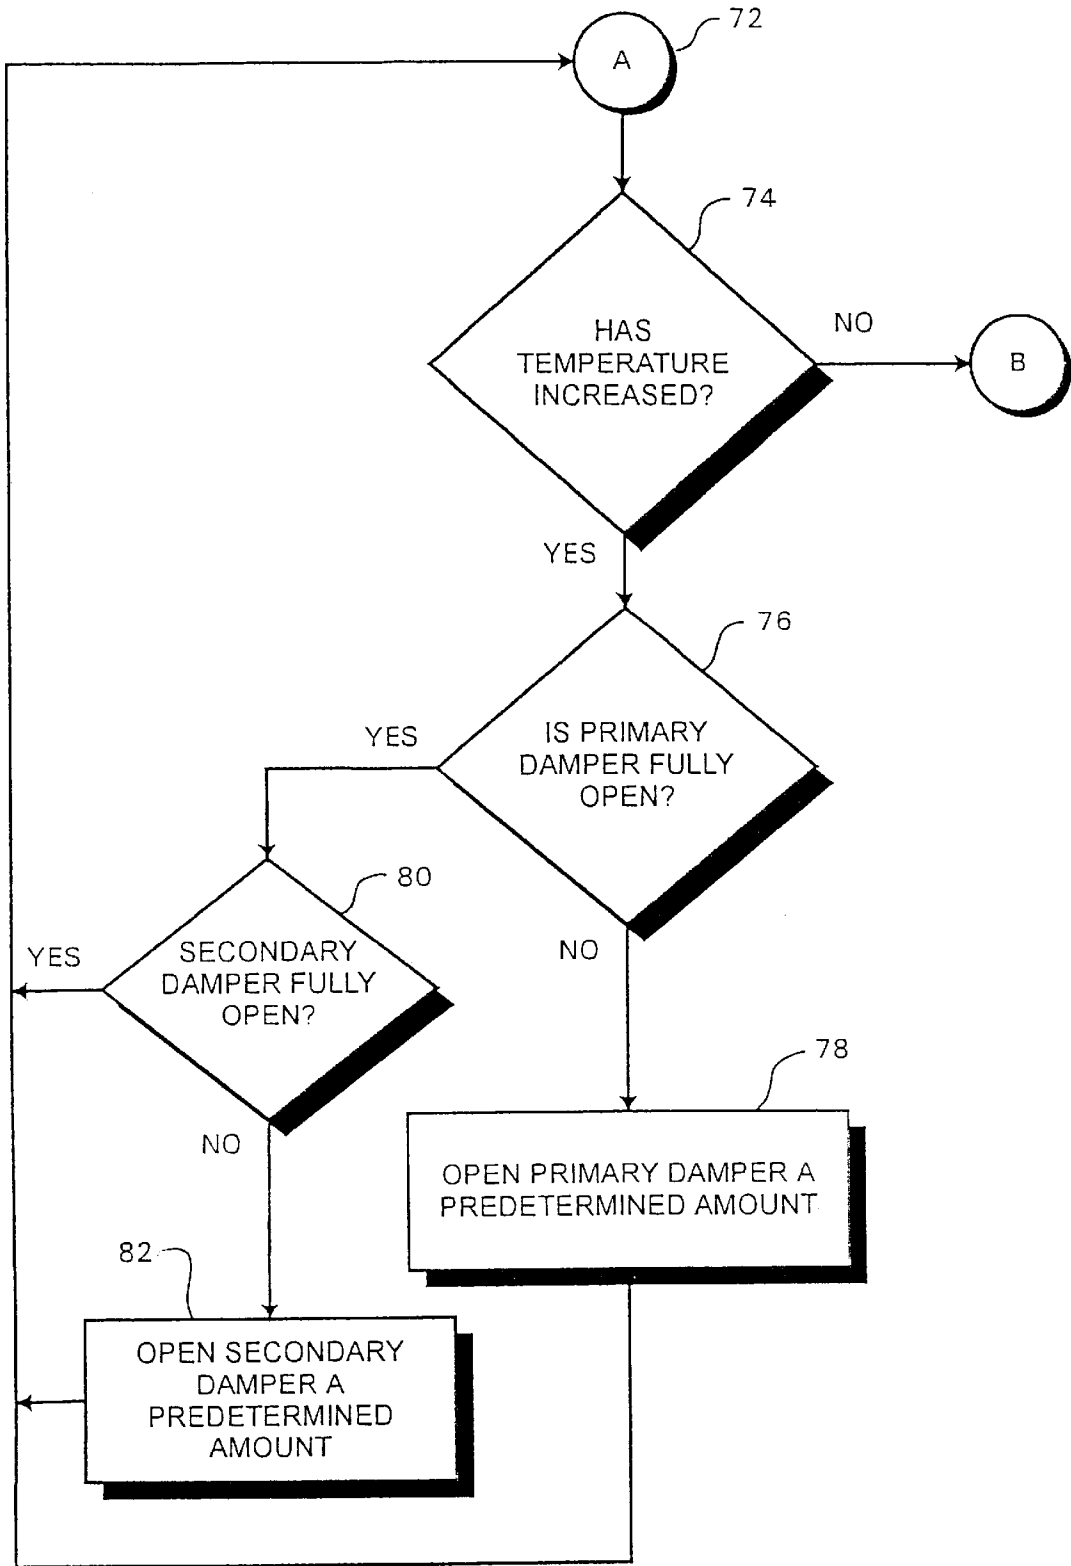 72
A
74
HAS
TEMPERATURE
INCREASED?
NO
B
YES
76
IS PRIMARY
DAMPER FULLY
OPEN?
YES
80
SECONDARY
DAMPER FULLY
OPEN?
YES
NO
78
OPEN PRIMARY DAMPER A
PREDETERMINED AMOUNT
NO
82
OPEN SECONDARY
DAMPER A
PREDETERMINED
AMOUNT